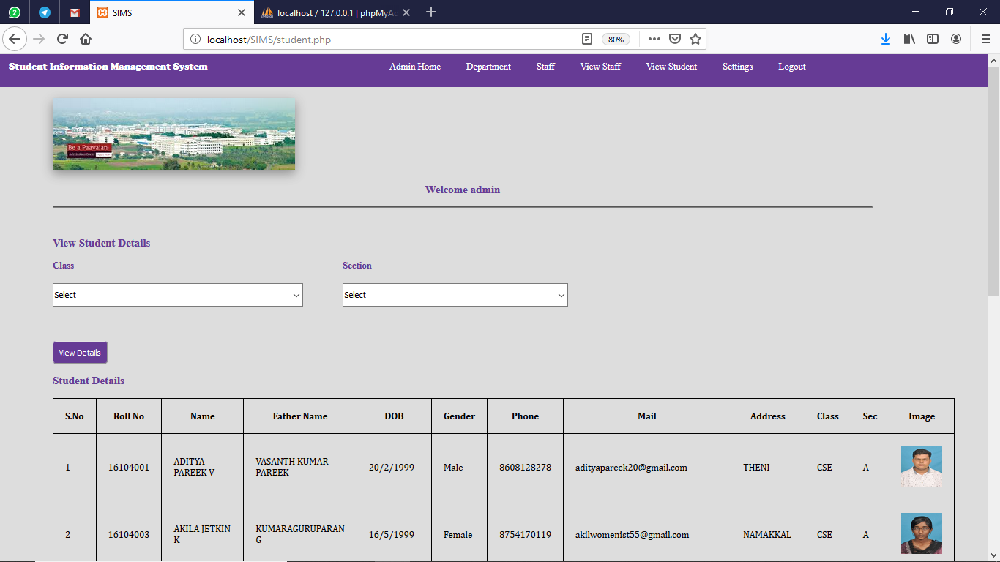 2
SIMS
localhost / 127.0.0.1 | phpMyAd
localhost/SIMS/student.php
80%
Student Information Management System
Admin Home
Department
Staff
View Staff
View Student
Settings
Logout
Be a Paavaian
Admissions Open
Welcome admin
View Student Details
Class
Section
Select
Select
View Details
Student Details
S.No Roll No Name Father Name DOB Gender Phone Mail Address Class Sec Image
1 16104001 ADITYA PAREEK V VASANTH KUMAR PAREEK 20/2/1999 Male 8608128278 adityapareek20@gmail.com THENI CSE A
2 16104003 AKILA JETKIN K KUMARAGURUPARAN G 16/5/1999 Female 8754170119 akilwomenist55@gmail.com NAMAKKAL CSE A